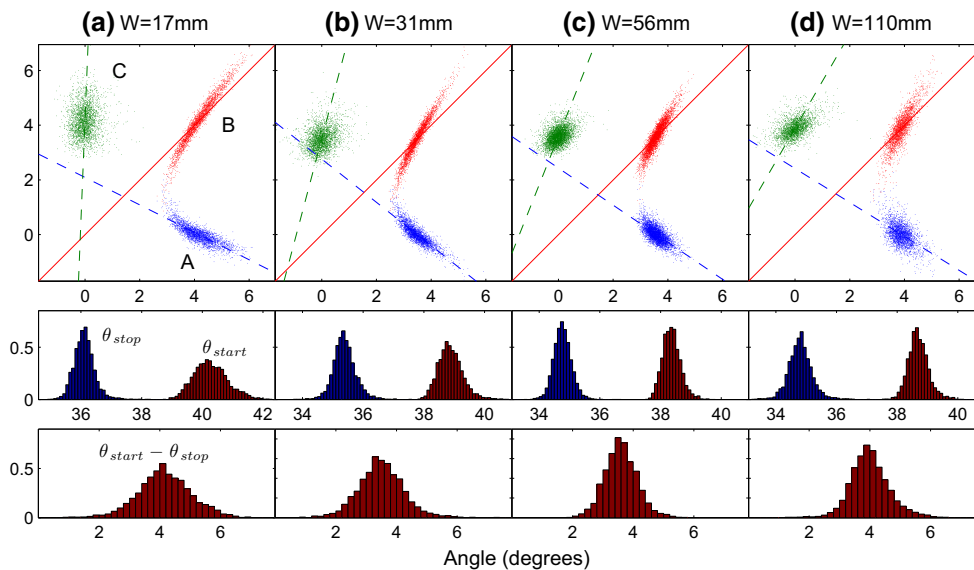 (a) W=17mm (b) W=31mm (c) W=56mm (d) W=110mm
6
4
2
0
C
B
A
0 2 4 6 0 2 4 6 0 2 4 6 0 2 4 6
0.5
0
θstop
θstart
36 38 40 42 34 36 38 40 34 36 38 40 34 36 38 40
0.5
0
θstart − θstop
2 4 6 2 4 6 2 4 6 2 4 6
Angle (degrees)